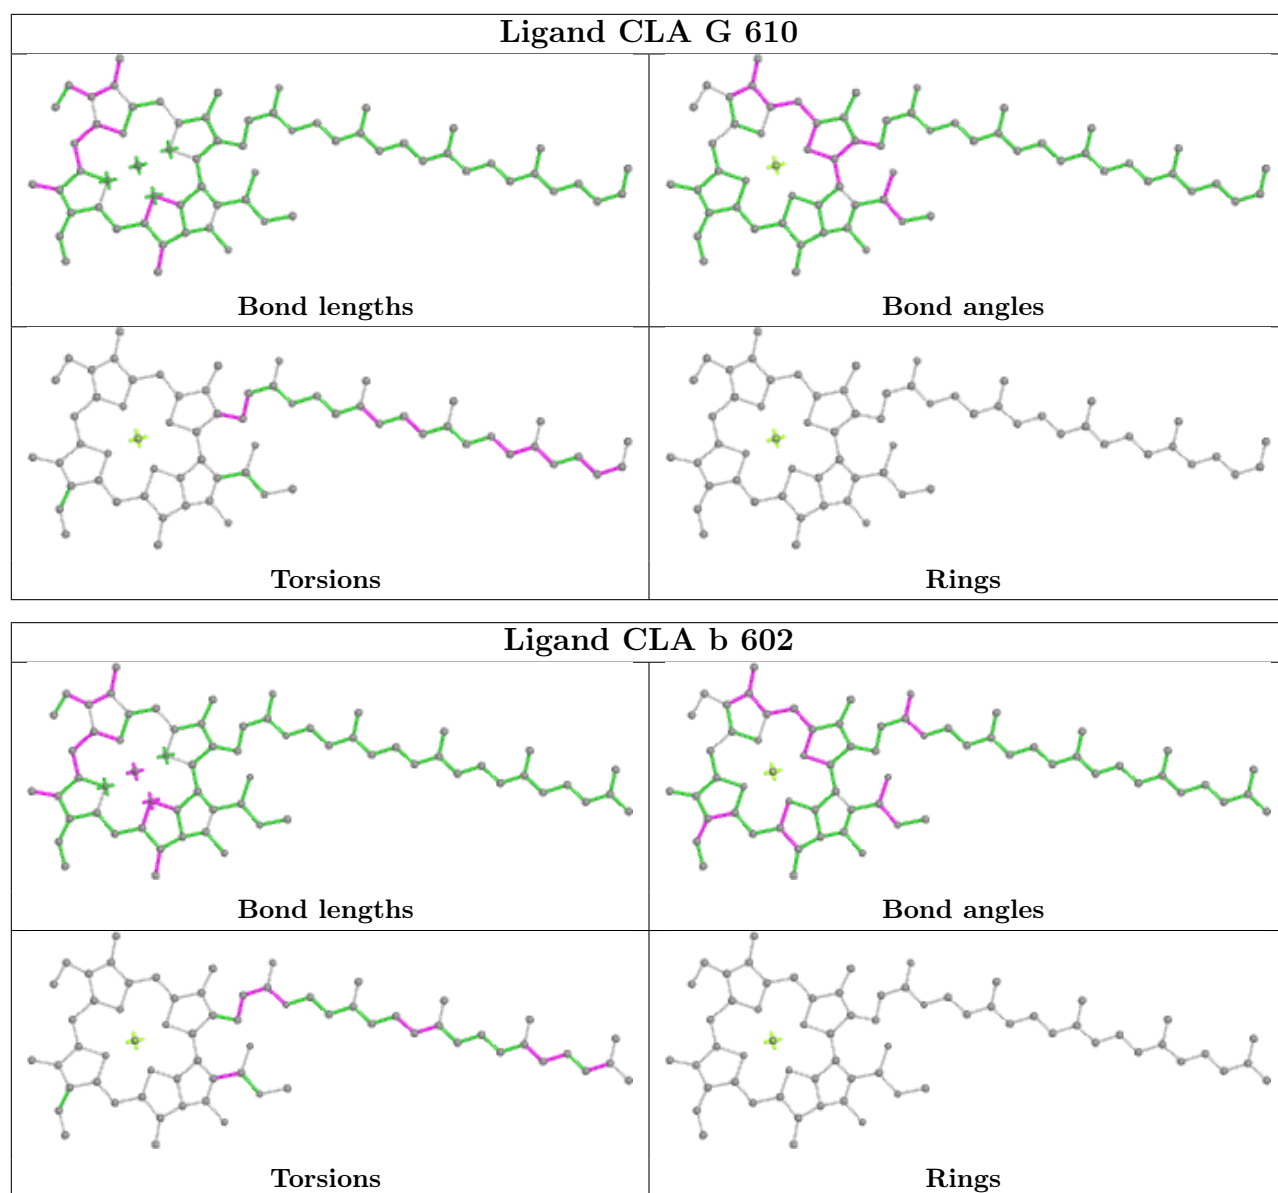 Ligand CLA G 610
Bond lengths
Bond angles
Torsions
Rings
Ligand CLA b 602
Bond lengths
Bond angles
Torsions
Rings